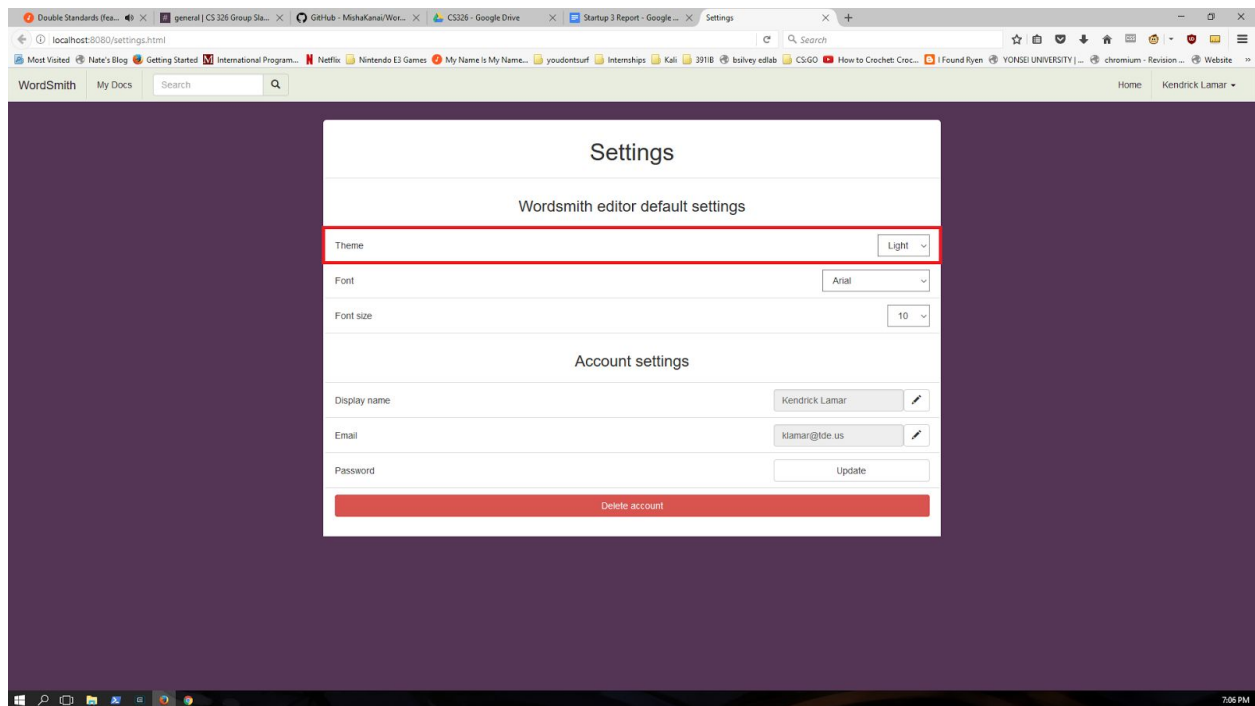 Double Standards (fea...
general | CS 326 Group Sla...
GitHub - MishaKanai/Wor...
CS326 - Google Drive
Startup 3 Report - Google ...
Settings
localhost:8080/settings.html
Search
Most Visited
Nate's Blog
Getting Started
International Program...
Netflix
Nintendo E3 Games
My Name Is My Name...
youdontsurf
Internships
Kali
391IB
bsilvey edlab
CS:GO
How to Crochet: Croc...
I Found Ryen
YONSEI UNIVERSITY | ...
chromium - Revision ...
Website
WordSmith
My Docs
Search
Home
Kendrick Lamar
Settings
Wordsmith editor default settings
Theme Light
Font Arial
Font size 10
Account settings
Display name Kendrick Lamar
Email klamar@tde.us
Password Update
Delete account
7:06 PM